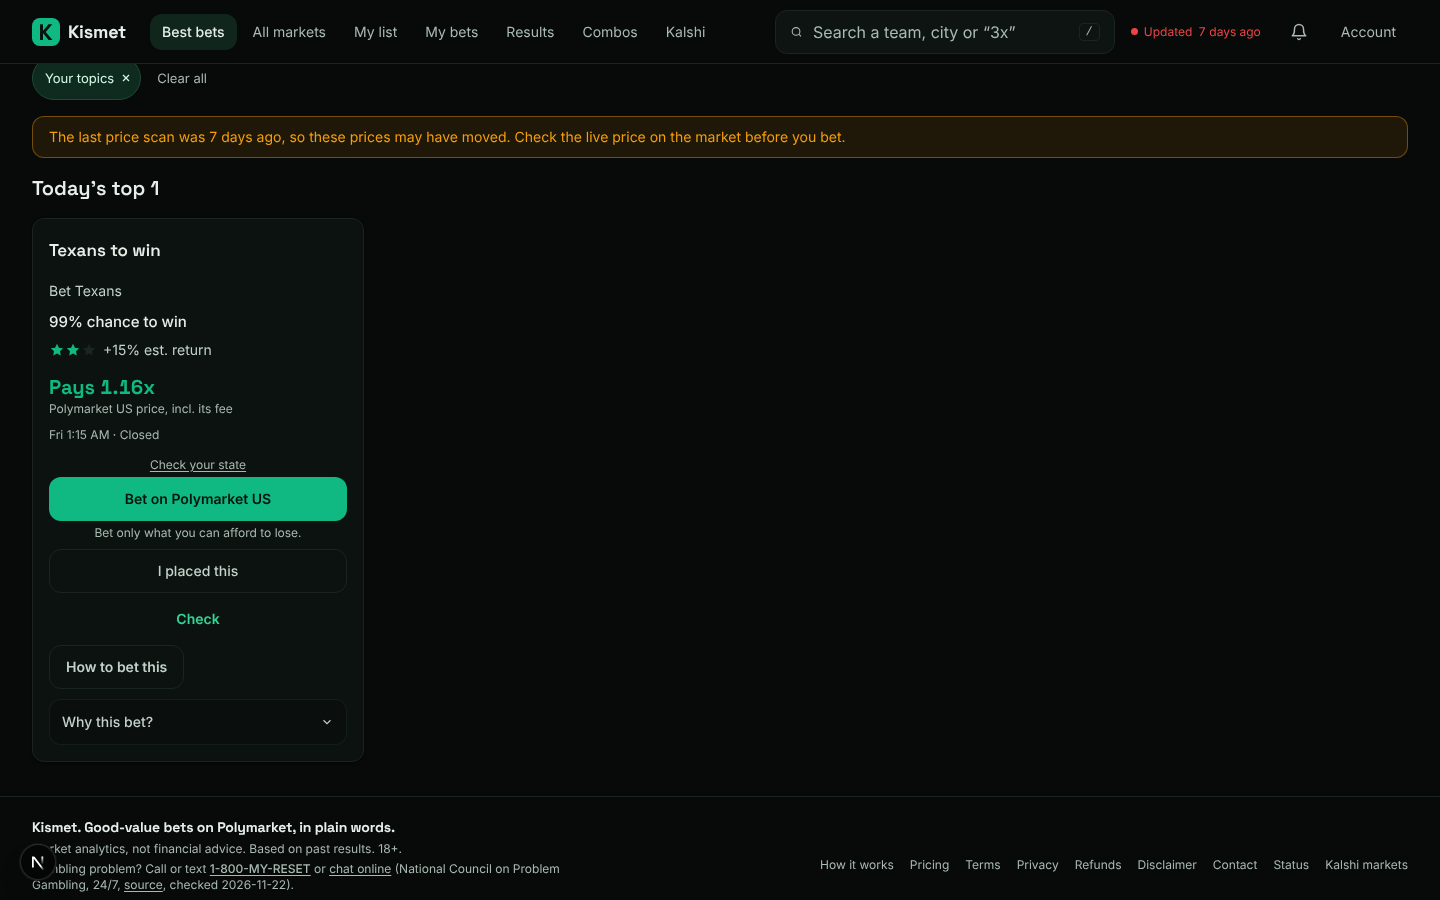 K Kismet Best bets All markets My list My bets Results Combos Kalshi Search a team, city or “3x” / Updated 7 days ago Account
Your topics × Clear all
The last price scan was 7 days ago, so these prices may have moved. Check the live price on the market before you bet.
Today’s top 1
Texans to win
Bet Texans
99% chance to win
+15% est. return
Pays 1.16x
Polymarket US price, incl. its fee
Fri 1:15 AM · Closed
Check your state
Bet on Polymarket US
Bet only what you can afford to lose.
I placed this
Check
How to bet this
Why this bet?
Kismet. Good-value bets on Polymarket, in plain words.
rket analytics, not financial advice. Based on past results. 18+.
N
bling problem? Call or text 1-800-MY-RESET or chat online (National Council on Problem
Gambling, 24/7, source, checked 2026-11-22).
How it works Pricing Terms Privacy Refunds Disclaimer Contact Status Kalshi markets